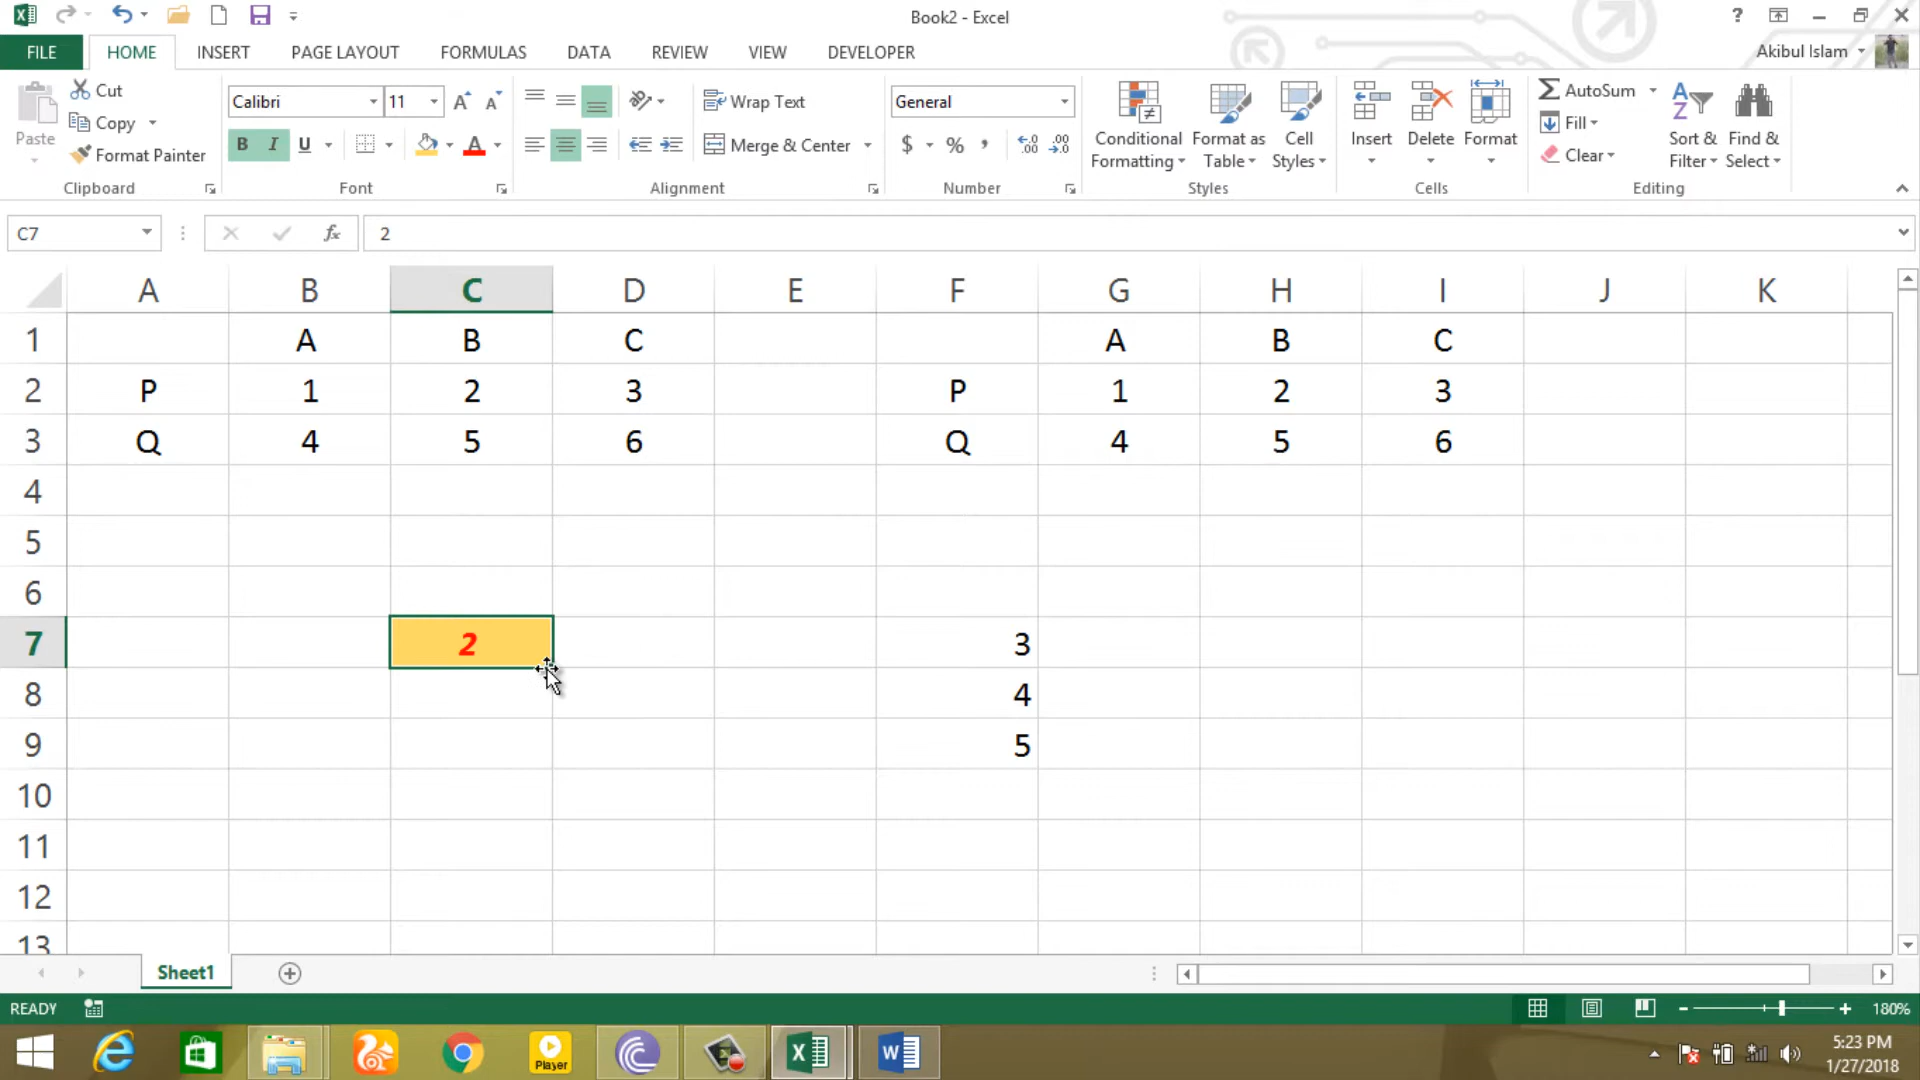 Book2 - Excel
?
FILE HOME INSERT PAGE LAYOUT FORMULAS DATA REVIEW VIEW DEVELOPER Akibul Islam
Cut
Copy
Format Painter
Paste
Clipboard
Calibri 11
B I U
Font
Wrap Text
Merge & Center
Alignment
General
$ % ,
Number
Conditional Formatting
Format as Table
Cell Styles
Styles
Insert Delete Format
Cells
AutoSum
Fill
Clear
Sort & Filter
Find & Select
Editing
C7 fx 2
A B C D E F G H I J K
1 A B C A B C
2 P 1 2 3 P 1 2 3
3 Q 4 5 6 Q 4 5 6
4
5
6
7 2 3
8 4
9 5
10
11
12
13
Sheet1
READY 180%
Player
5:23 PM
1/27/2018